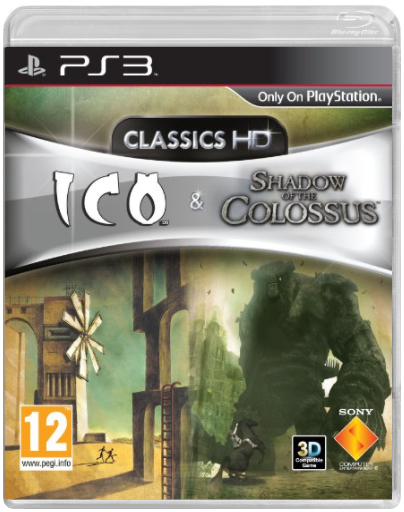 Blu-ray Disc
PS3
Only On PlayStation®
CLASSICS HD
ICO
&
SHADOW
OF THE
COLOSSUS
12
www.pegi.info
3D
Compatible
Game
SONY
COMPUTER
ENTERTAINMENT